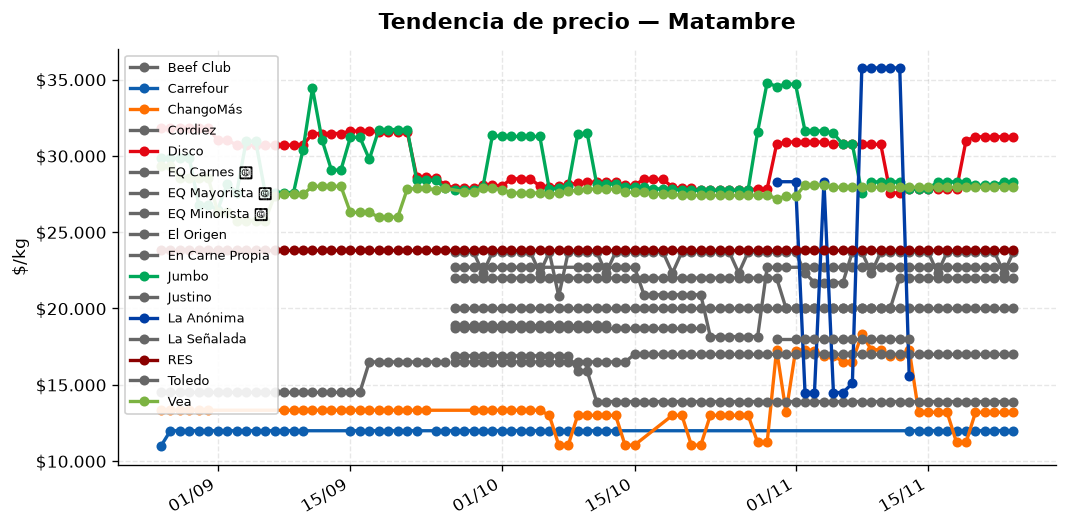 Tendencia de precio — Matambre
$/kg
$35.000
$30.000
$25.000
$20.000
$15.000
$10.000
Beef Club
Carrefour
ChangoMás
Cordiez
Disco
EQ Carnes
EQ Mayorista
EQ Minorista
El Origen
En Carne Propia
Jumbo
Justino
La Anónima
La Señalada
RES
Toledo
Vea
01/09
15/09
01/10
15/10
01/11
15/11